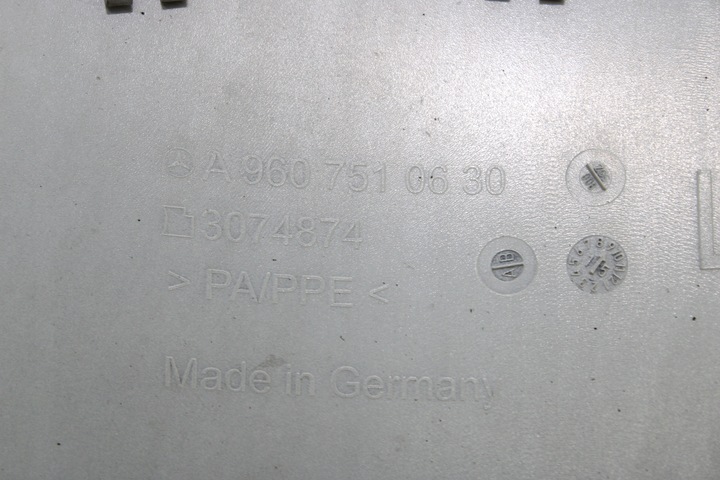 A 960 751 06 30
3074874
> PA/PPE <
Made in Germany
A B